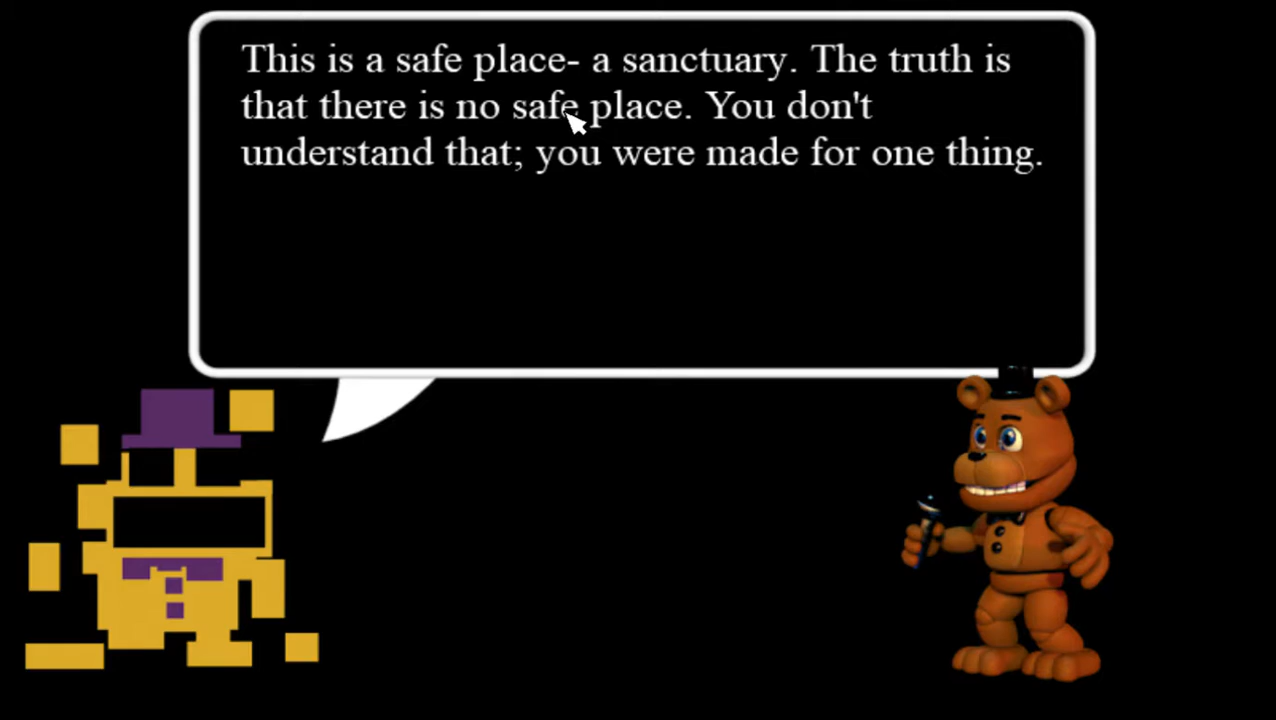 This is a safe place- a sanctuary. The truth is
that there is no safe place. You don't
understand that; you were made for one thing.